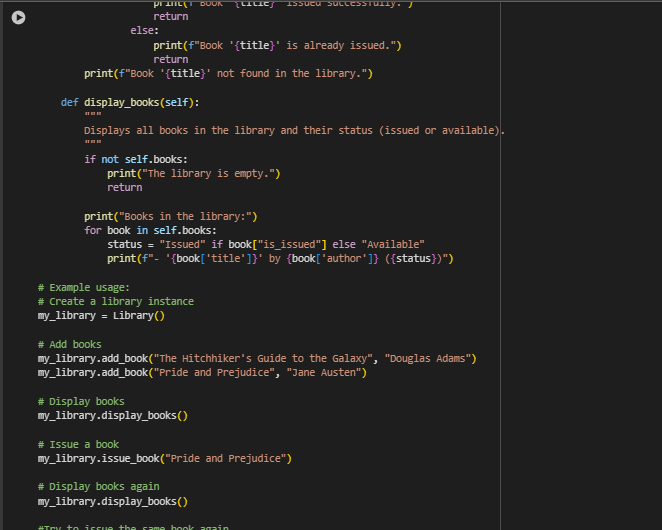 print(f"Book '{title}' issued successfully.")
return
else:
print(f"Book '{title}' is already issued.")
return
print(f"Book '{title}' not found in the library.")
def display_books(self):
"""
Displays all books in the library and their status (issued or available).
"""
if not self.books:
print("The library is empty.")
return
print("Books in the library:")
for book in self.books:
status = "Issued" if book["is_issued"] else "Available"
print(f"- '{book['title']}' by {book['author']} ({status})")
# Example usage:
# Create a library instance
my_library = Library()
# Add books
my_library.add_book("The Hitchhiker's Guide to the Galaxy", "Douglas Adams")
my_library.add_book("Pride and Prejudice", "Jane Austen")
# Display books
my_library.display_books()
# Issue a book
my_library.issue_book("Pride and Prejudice")
# Display books again
my_library.display_books()
#Try to issue the same book again